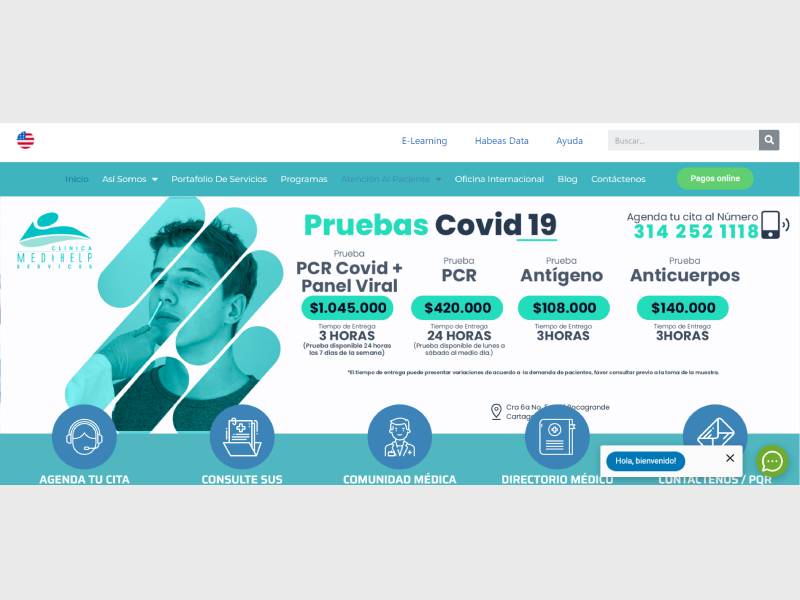 E-Learning
Habeas Data
Ayuda
Buscar...
Inicio
Así Somos
Portafolio De Servicios
Programas
Atención Al Paciente
Oficina Internacional
Blog
Contáctenos
Pagos online
CLÍNICA
MEDIHELP
SERVICES
Pruebas Covid 19
Agenda tu cita al Número
314 252 1118
Prueba
PCR Covid +
Panel Viral
$1.045.000
Tiempo de Entrega
3 HORAS
(Prueba disponible 24 horas
los 7 días de la semana)
Prueba
PCR
$420.000
Tiempo de Entrega
24 HORAS
(Prueba disponible de lunes a
sábado al medio día.)
Prueba
Antígeno
$108.000
Tiempo de Entrega
3HORAS
Prueba
Anticuerpos
$140.000
Tiempo de Entrega
3HORAS
*El tiempo de entrega puede presentar variaciones de acuerdo a la demanda de pacientes, favor consultar previo a la toma de la muestra.
Cra 6a No.
AGENDA TU CITA
CONSULTE SUS
COMUNIDAD MÉDICA
DIRECTORIO MÉDICO
CONTÁCTENOS / PQR
Hola, bienvenido!